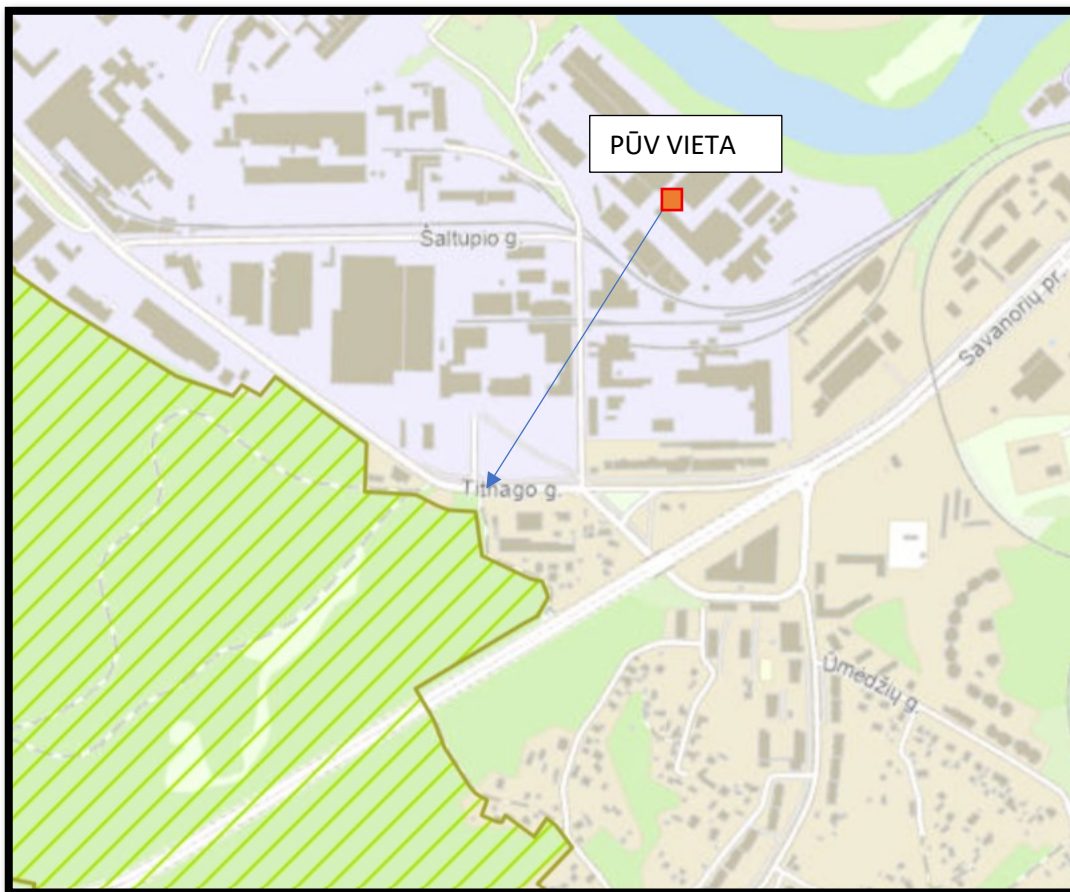 PŪV VIETA
Šaltupio g.
Savanorių pr.
Titnago g.
Ūmėdžių g.